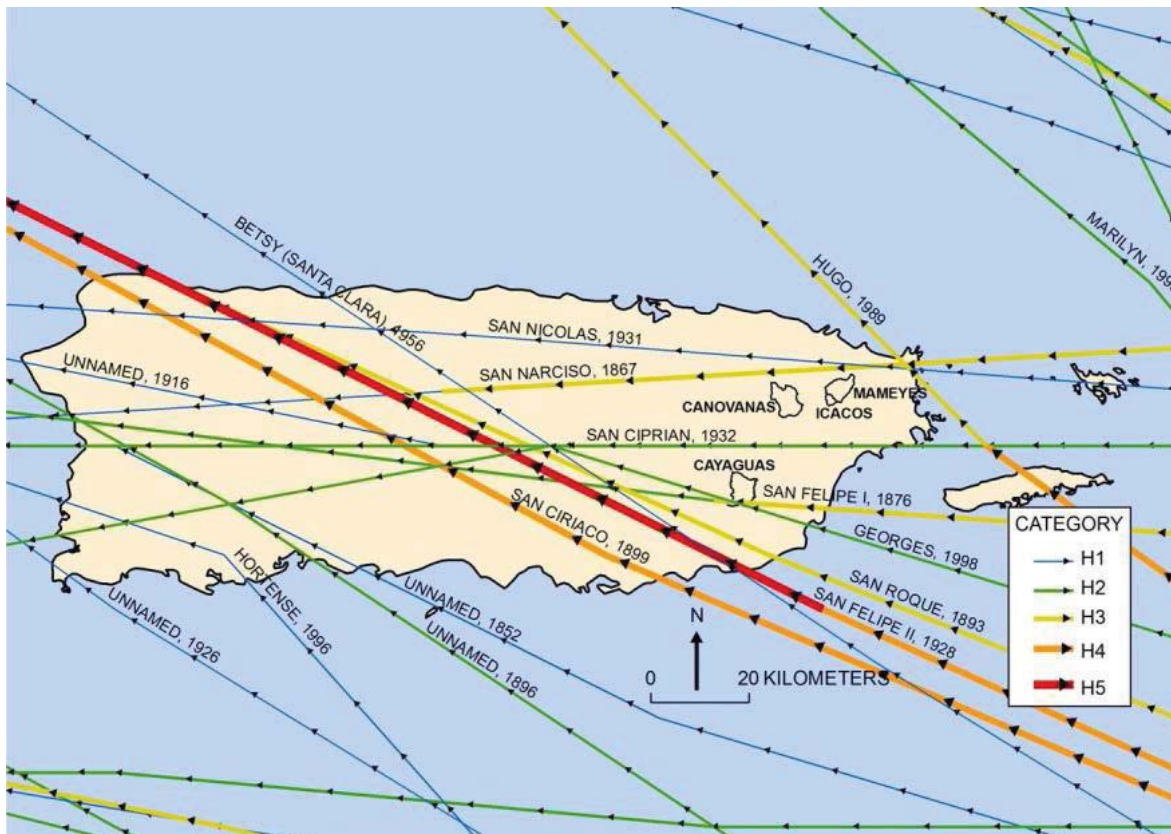 MARILYN, 199
HUGO, 1989
BETSY (SANTA CLARA), 4956
SAN NICOLAS, 1931
UNNAMED, 1916
SAN NARCISO, 1867
MAMEYES
CANOVANAS
ICACOS
SAN CIPRIAN, 1932
CAYAGUAS
SAN FELIPE I, 1876
SAN CIRIACO, 1899
GEORGES, 1998
HORTENSE, 1996
SAN ROQUE, 1893
UNNAMED, 1926
UNNAMED, 1852
UNNAMED, 1896
SAN FELIPE II, 1928
N
0 20 KILOMETERS
CATEGORY
H1
H2
H3
H4
H5